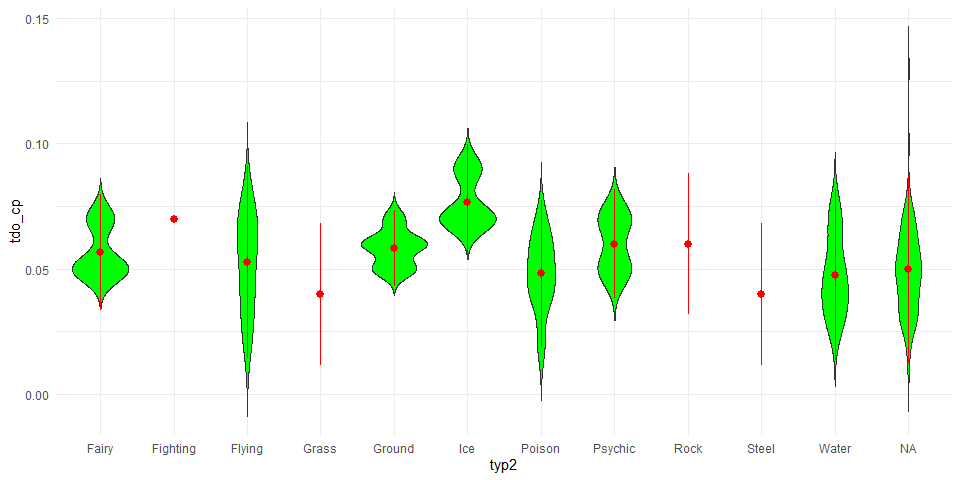 0.15
0.10
0.05
0.00
tdo_cp
Fairy Fighting Flying Grass Ground Ice Poison Psychic Rock Steel Water NA
typ2